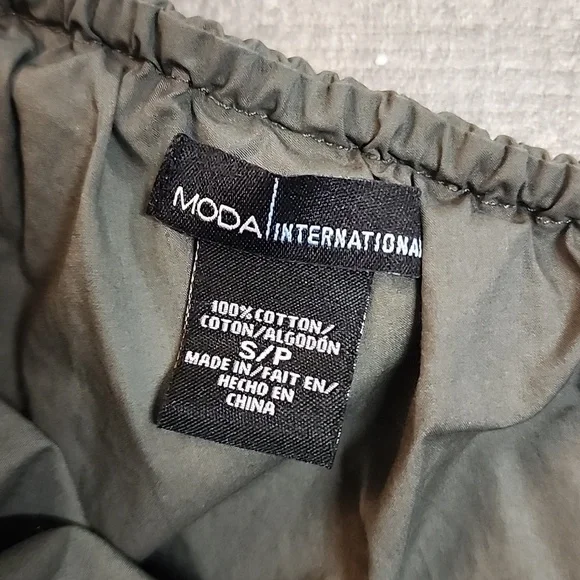 MODA INTERNATIONAL
100% COTTON/
COTON/ALGODÓN
S/P
MADE IN/FAIT EN/
HECHO EN
CHINA